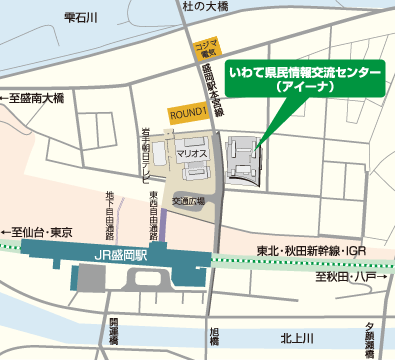 雫石川
杜の大橋
コジマ
電気
盛岡駅本宮線
いわて県民情報交流センター
（アイーナ）
←至盛南大橋
ROUND1
岩手朝日テレビ
マリオス
地下自由通路
東西自由通路
交通広場
←至仙台・東京
JR盛岡駅
東北・秋田新幹線・IGR
至秋田・八戸→
開運橋
旭橋
北上川
夕顔瀬橋